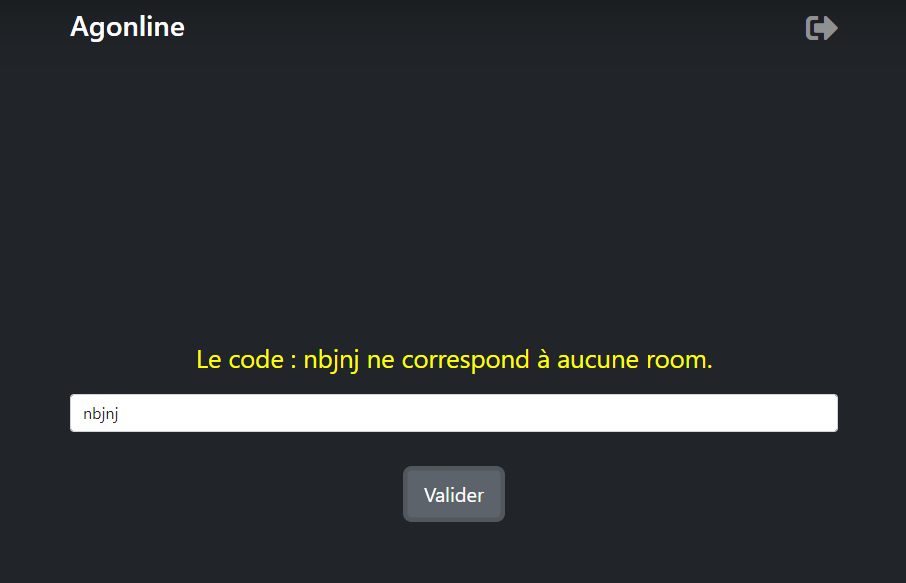 Agonline
Le code : nbjnj ne correspond à aucune room.
nbjnj
Valider